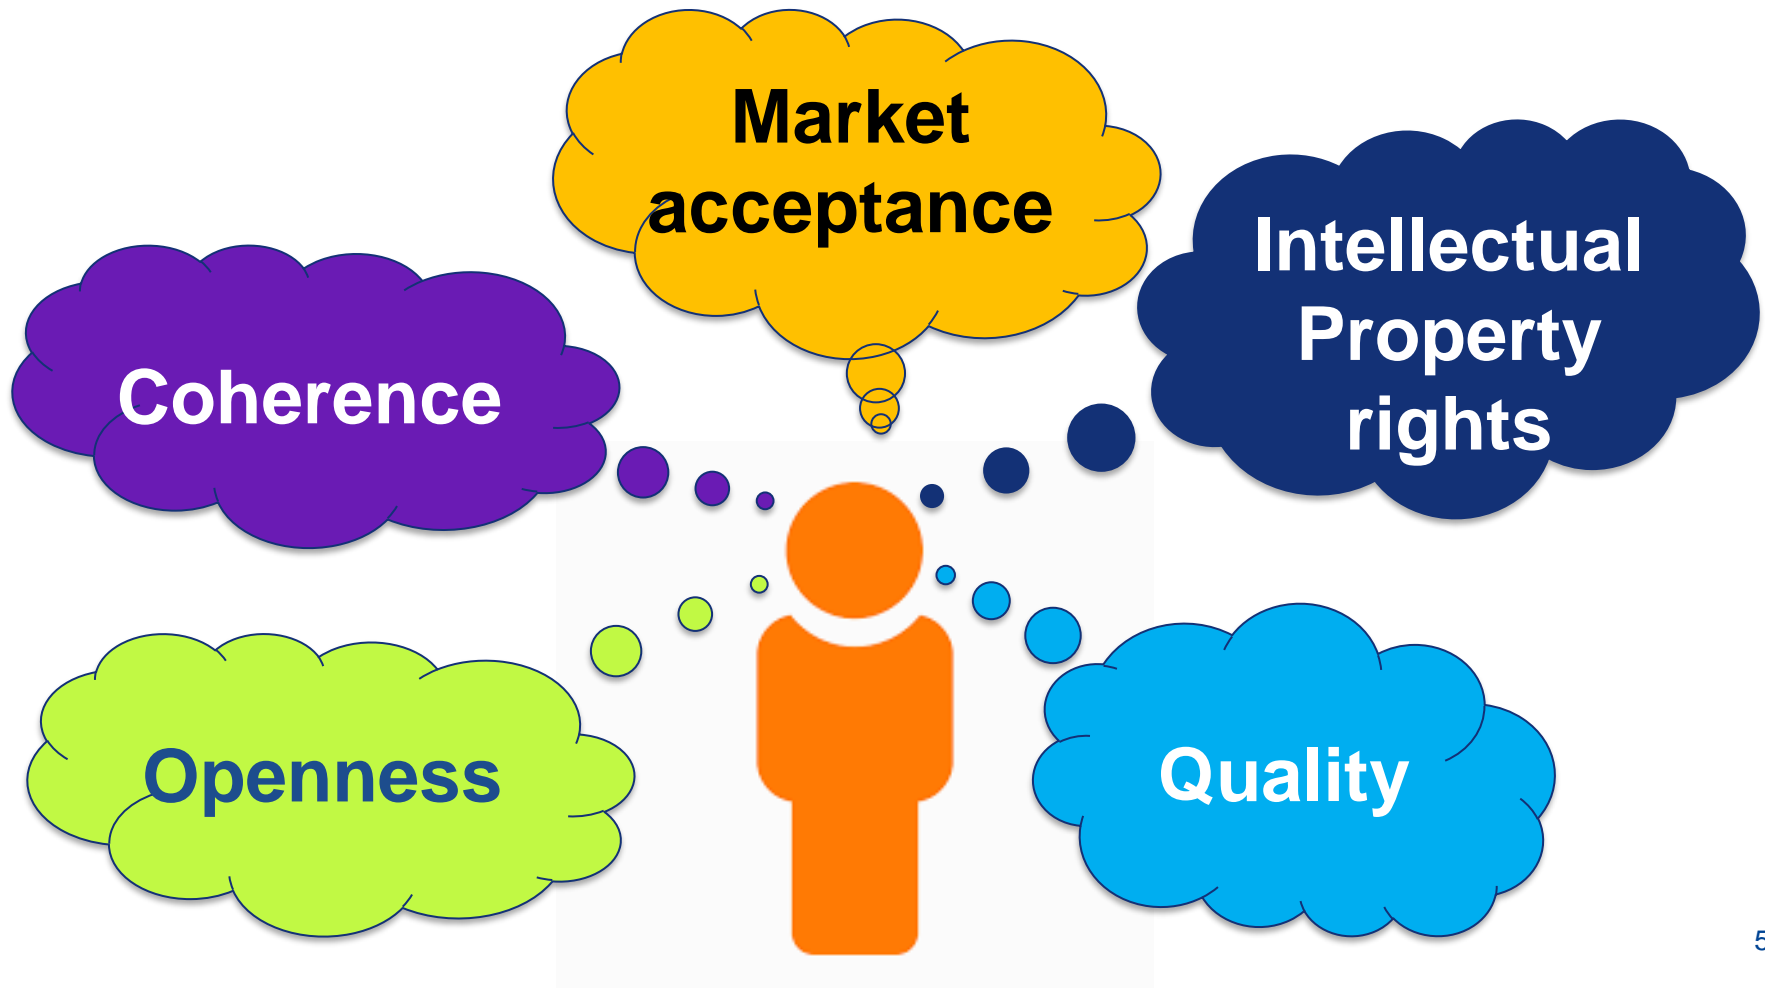 Market
acceptance
Intellectual
Property
rights
Coherence
Openness
Quality
5